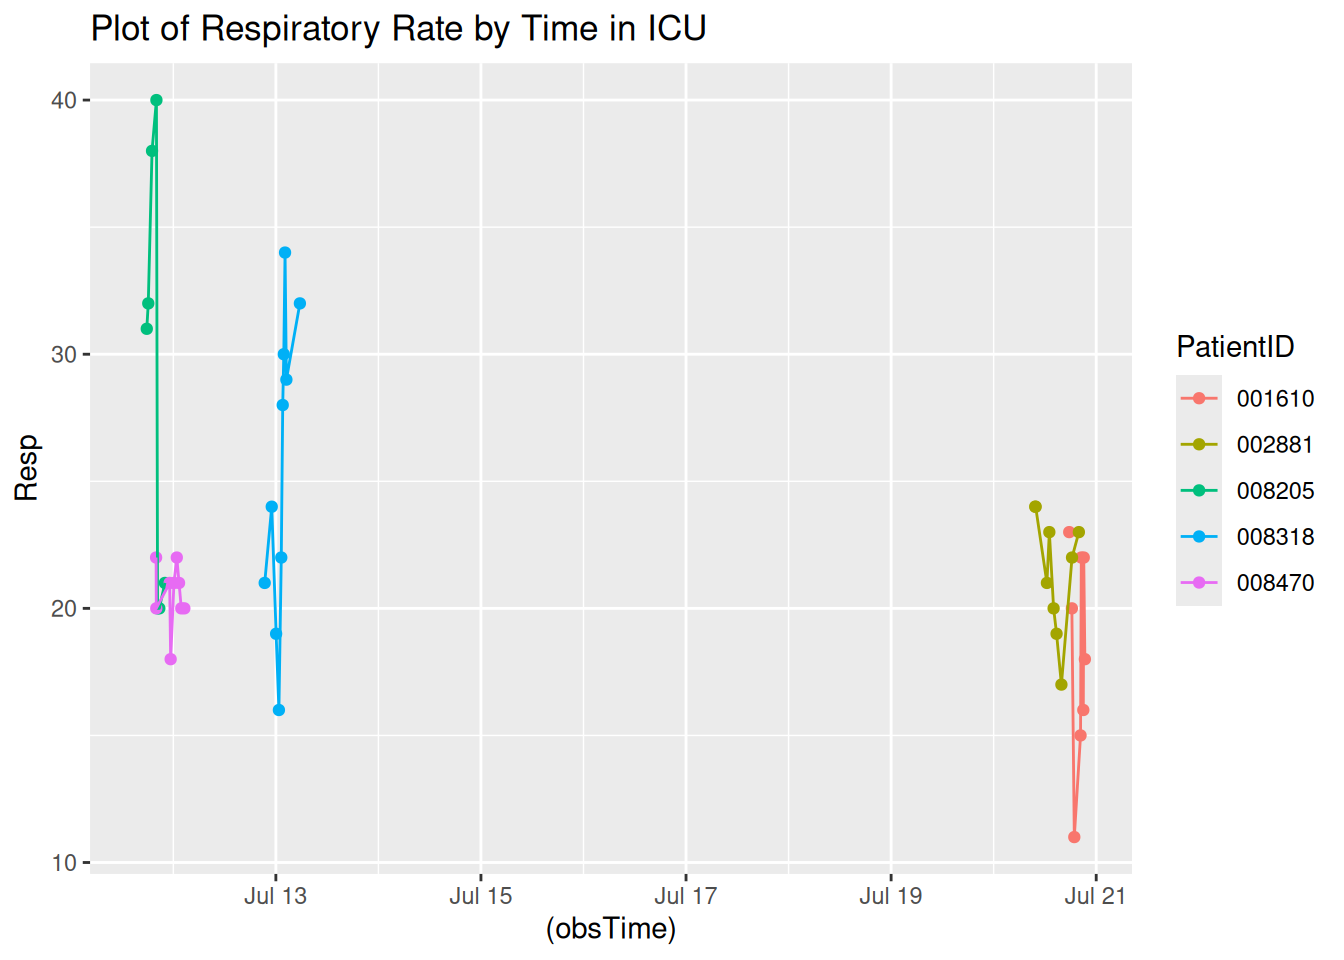 Plot of Respiratory Rate by Time in ICU
40
30
20
10
Resp
Jul 13
Jul 15
Jul 17
Jul 19
Jul 21
(obsTime)
PatientID
001610
002881
008205
008318
008470